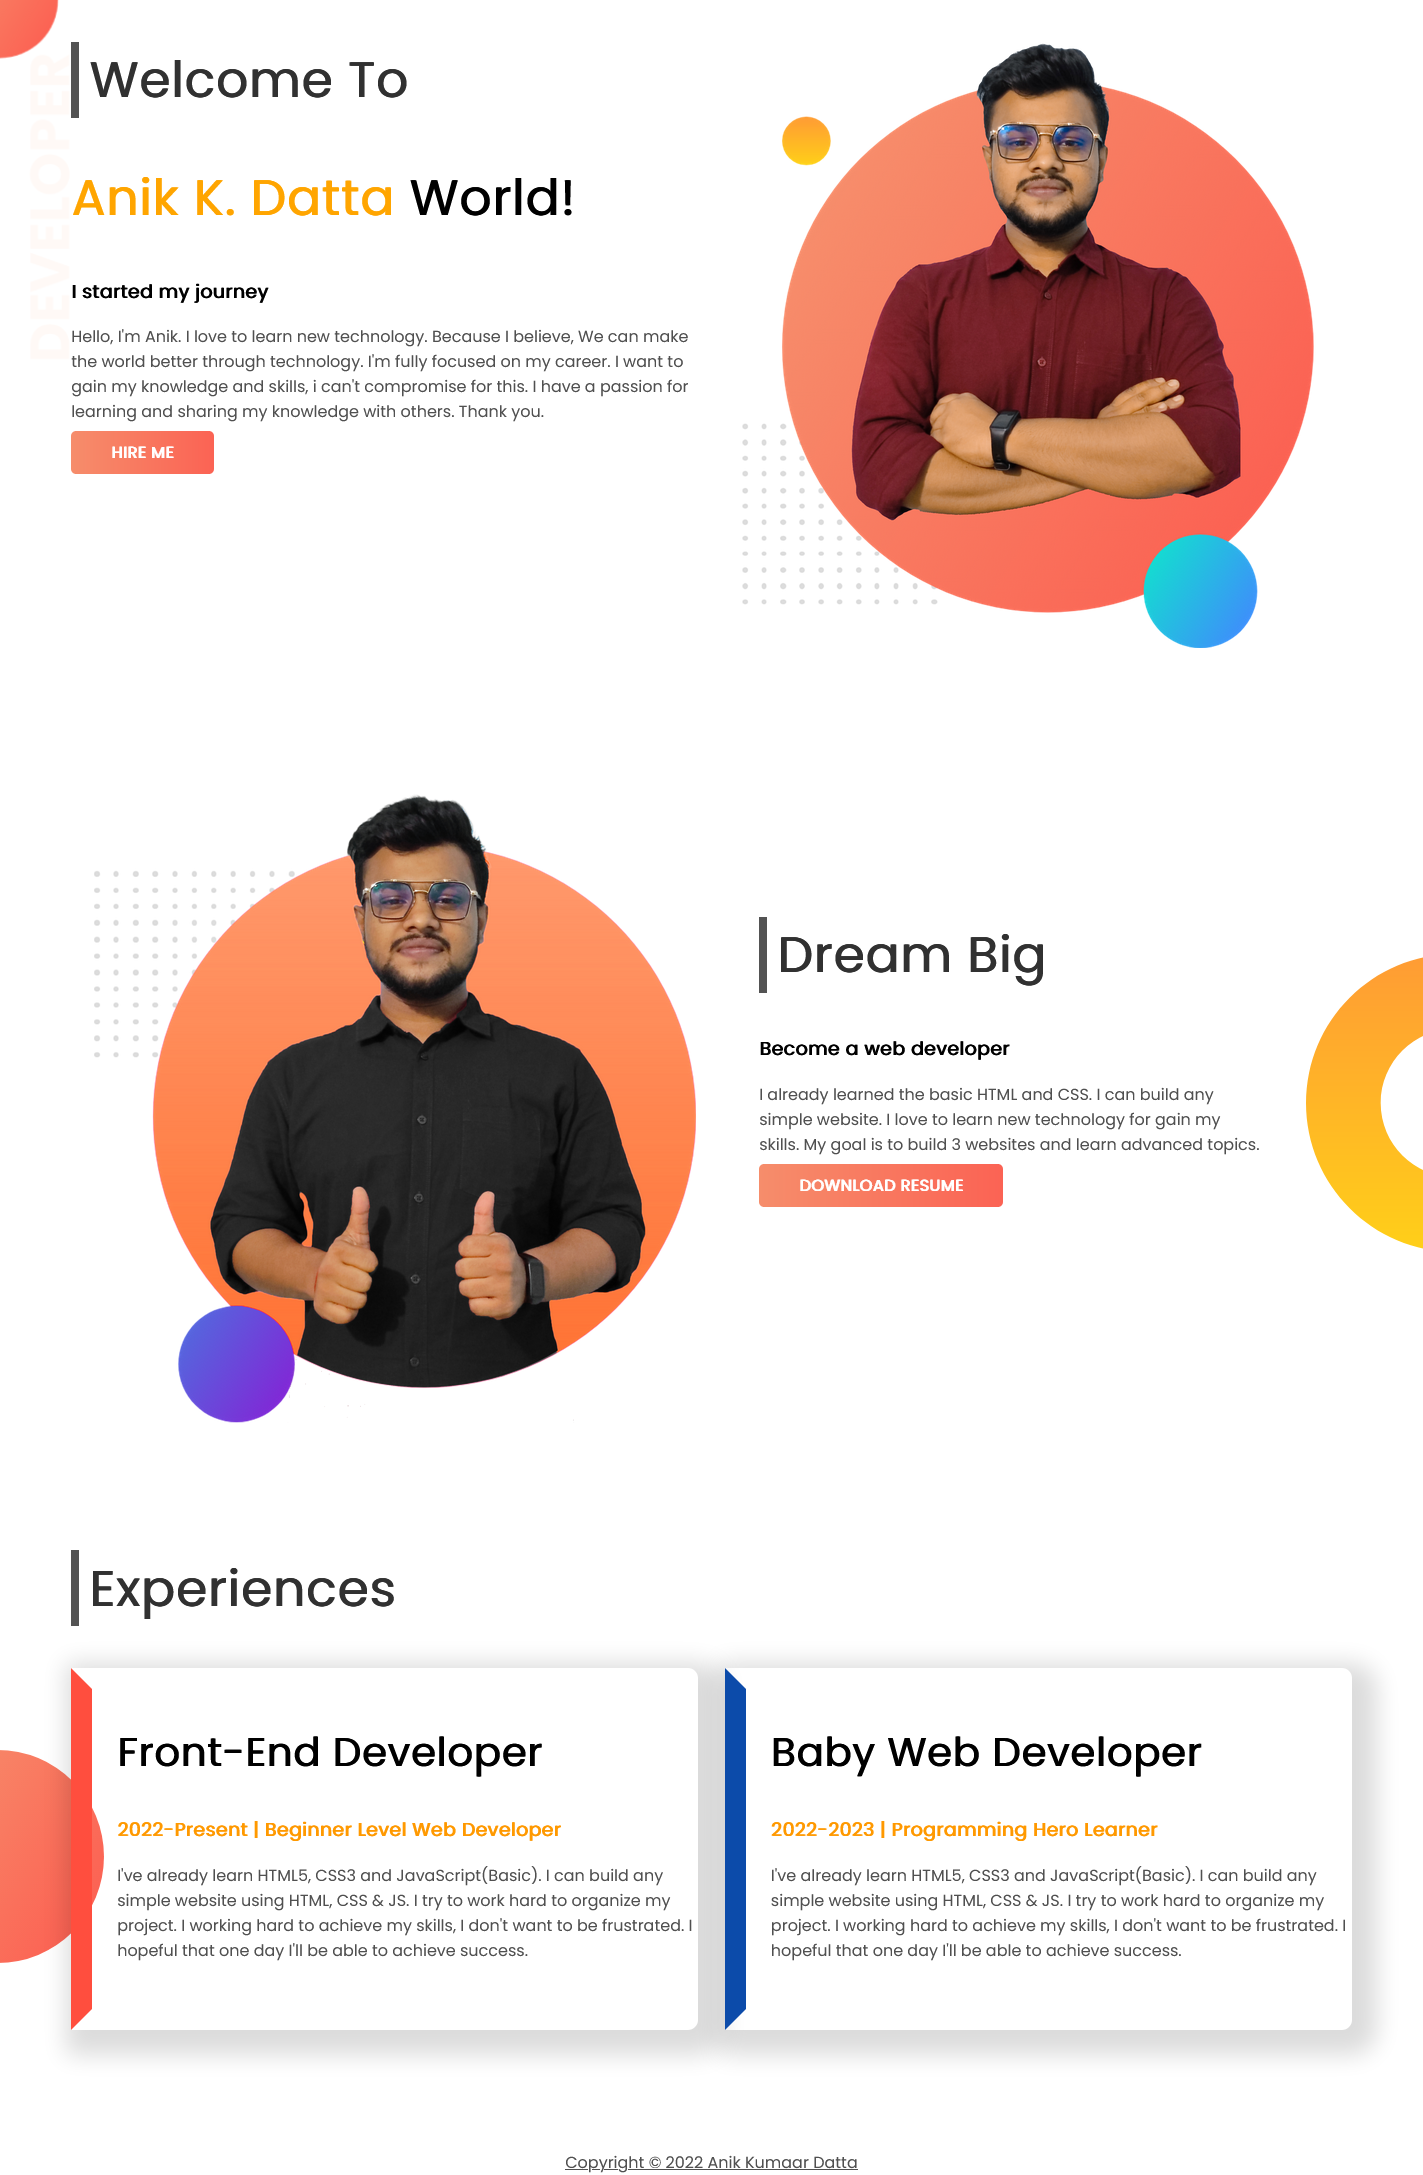 DEVELOPER
Welcome To
Anik K. Datta World!
I started my journey
Hello, I'm Anik. I love to learn new technology. Because I believe, We can make
the world better through technology. I'm fully focused on my career. I want to
gain my knowledge and skills, i can't compromise for this. I have a passion for
learning and sharing my knowledge with others. Thank you.
HIRE ME
Dream Big
Become a web developer
I already learned the basic HTML and CSS. I can build any
simple website. I love to learn new technology for gain my
skills. My goal is to build 3 websites and learn advanced topics.
DOWNLOAD RESUME
Experiences
Front-End Developer
2022-Present | Beginner Level Web Developer
I've already learn HTML5, CSS3 and JavaScript(Basic). I can build any
simple website using HTML, CSS & JS. I try to work hard to organize my
project. I working hard to achieve my skills, I don't want to be frustrated. I
hopeful that one day I'll be able to achieve success.
Baby Web Developer
2022-2023 | Programming Hero Learner
I've already learn HTML5, CSS3 and JavaScript(Basic). I can build any
simple website using HTML, CSS & JS. I try to work hard to organize my
project. I working hard to achieve my skills, I don't want to be frustrated. I
hopeful that one day I'll be able to achieve success.
Copyright © 2022 Anik Kumaar Datta